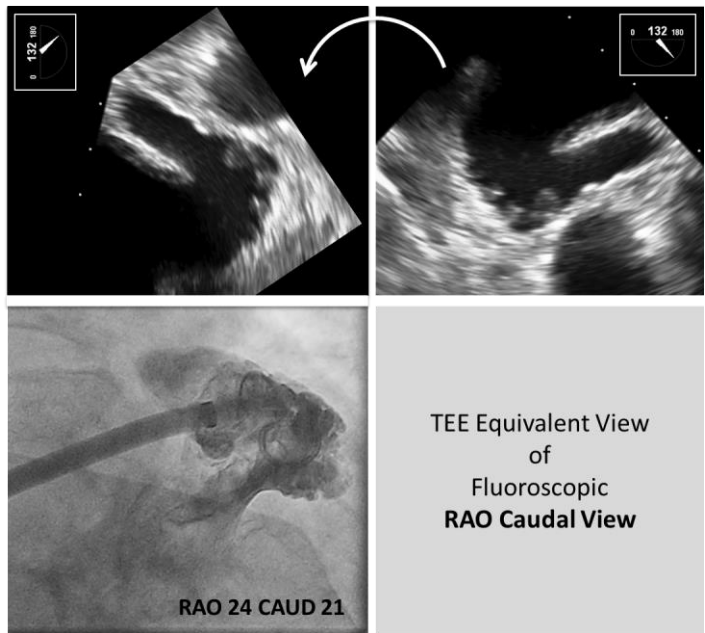 0 132 180
0 132 180
RAO 24 CAUD 21
TEE Equivalent View
of
Fluoroscopic
RAO Caudal View